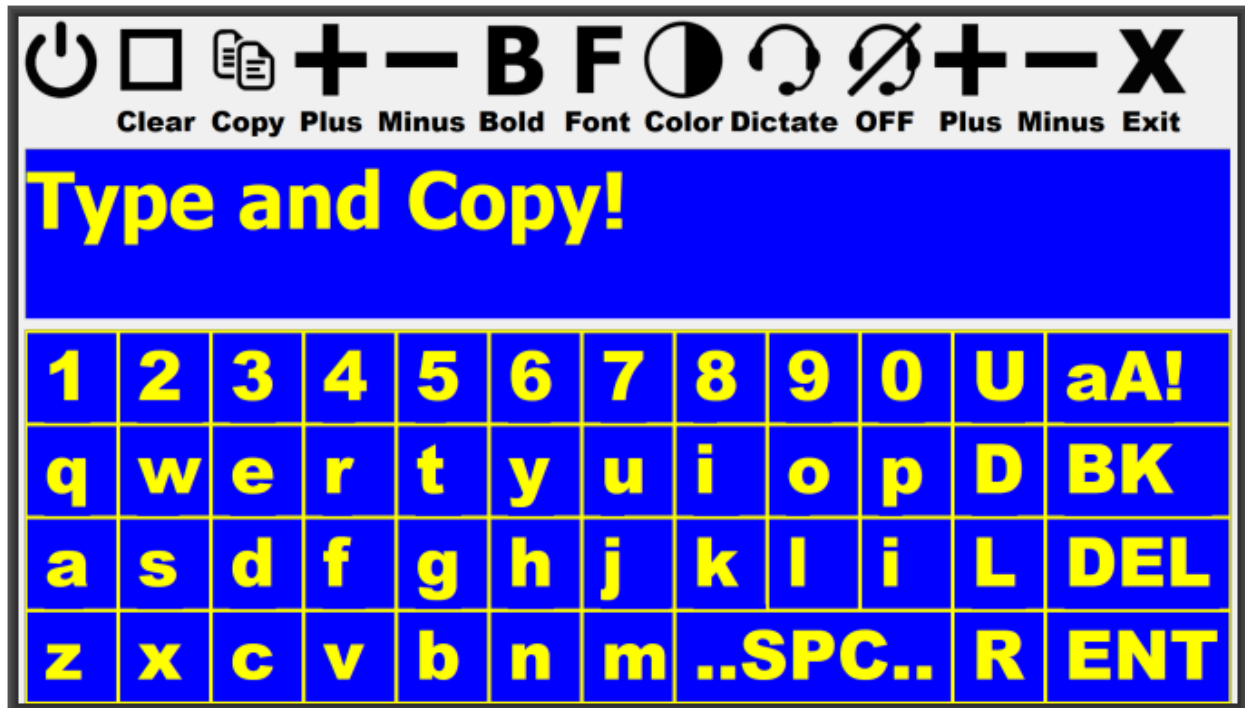 B F X
Clear Copy Plus Minus Bold Font Color Dictate OFF Plus Minus Exit
Type and Copy!
1 2 3 4 5 6 7 8 9 0 U aA!
q w e r t y u i o p D BK
a s d f g h j k l i L DEL
z x c v b n m ..SPC.. R ENT